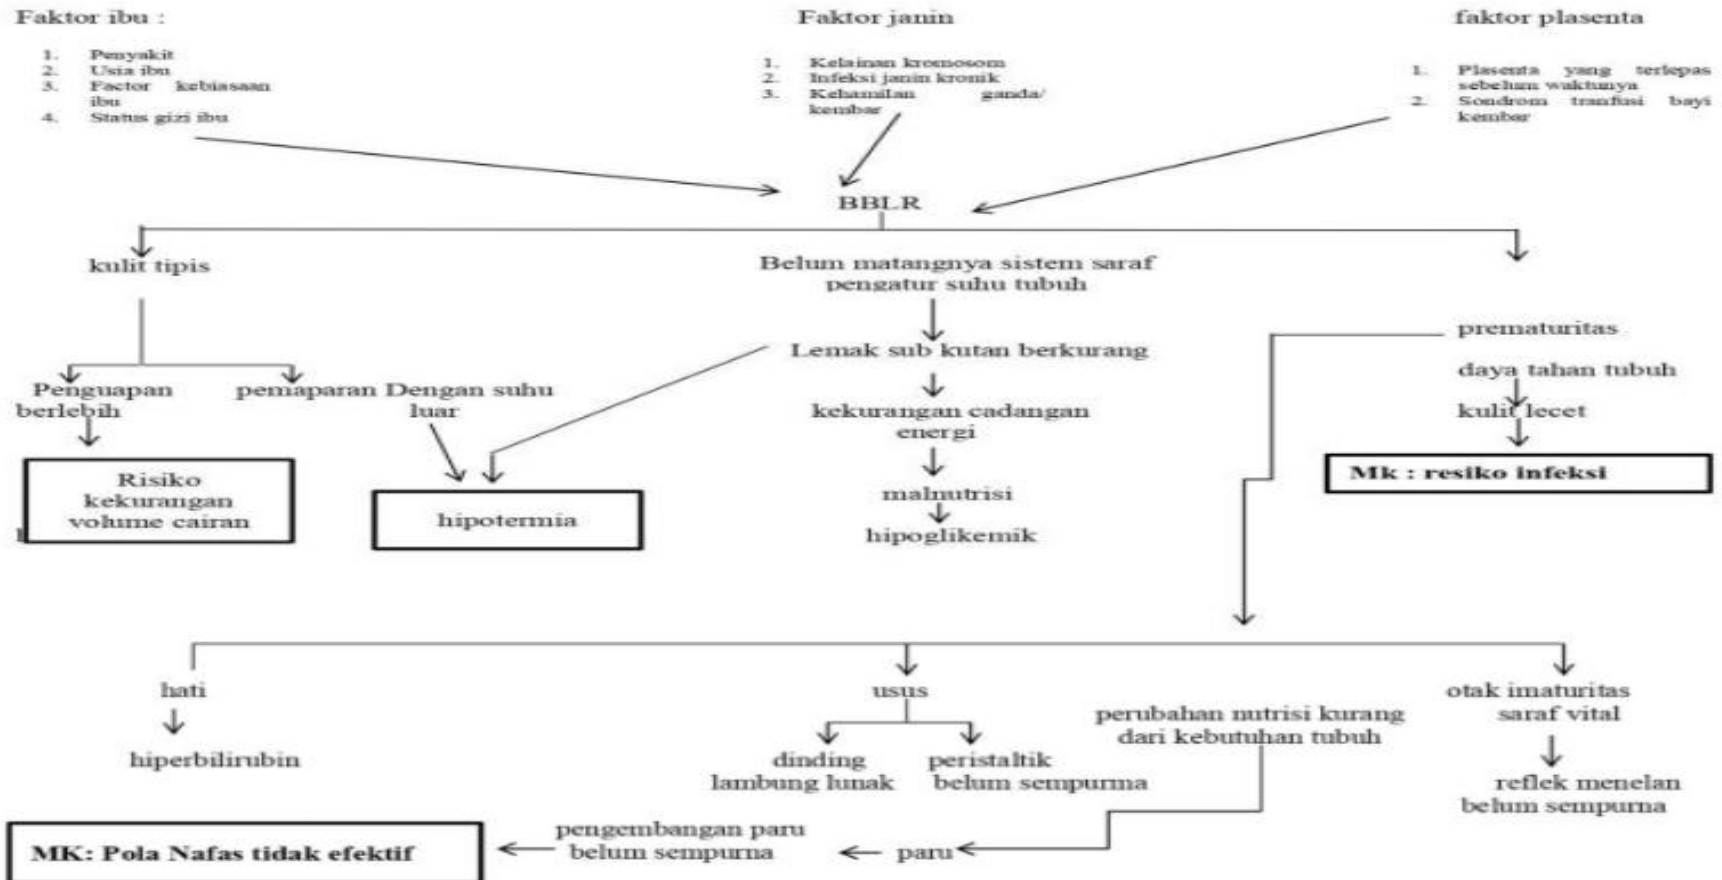 Faktor ibu :
1. Penyakit
2. Usia ibu
3. Factor kebiasaan
ibu
4. Status gizi ibu
Faktor janin
1. Kelainan kromosom
2. Infeksi janin kronik
3. Kehamilan ganda/
kembar
faktor plasenta
1. Plasenta yang terlepas
sebelum waktunya
2. Sondrom tranfusi bayi
kembar
BBLR
kulit tipis
Belum matangnya sistem saraf
pengatur suhu tubuh
prematuritas
Lemak sub kutan berkurang
daya tahan tubuh
Penguapan
berlebih
pemaparan Dengan suhu
luar
kekurangan cadangan
energi
kulit lecet
Risiko
kekurangan
volume cairan
hipotermia
malnutrisi
hipoglikemik
Mk : resiko infeksi
hati
hiperbilirubin
usus
dinding
lambung lunak
peristaltik
belum sempurna
perubahan nutrisi kurang
dari kebutuhan tubuh
otak imaturitas
saraf vital
reflek menelan
belum sempurna
MK: Pola Nafas tidak efektif
pengembangan paru
belum sempurna
paru